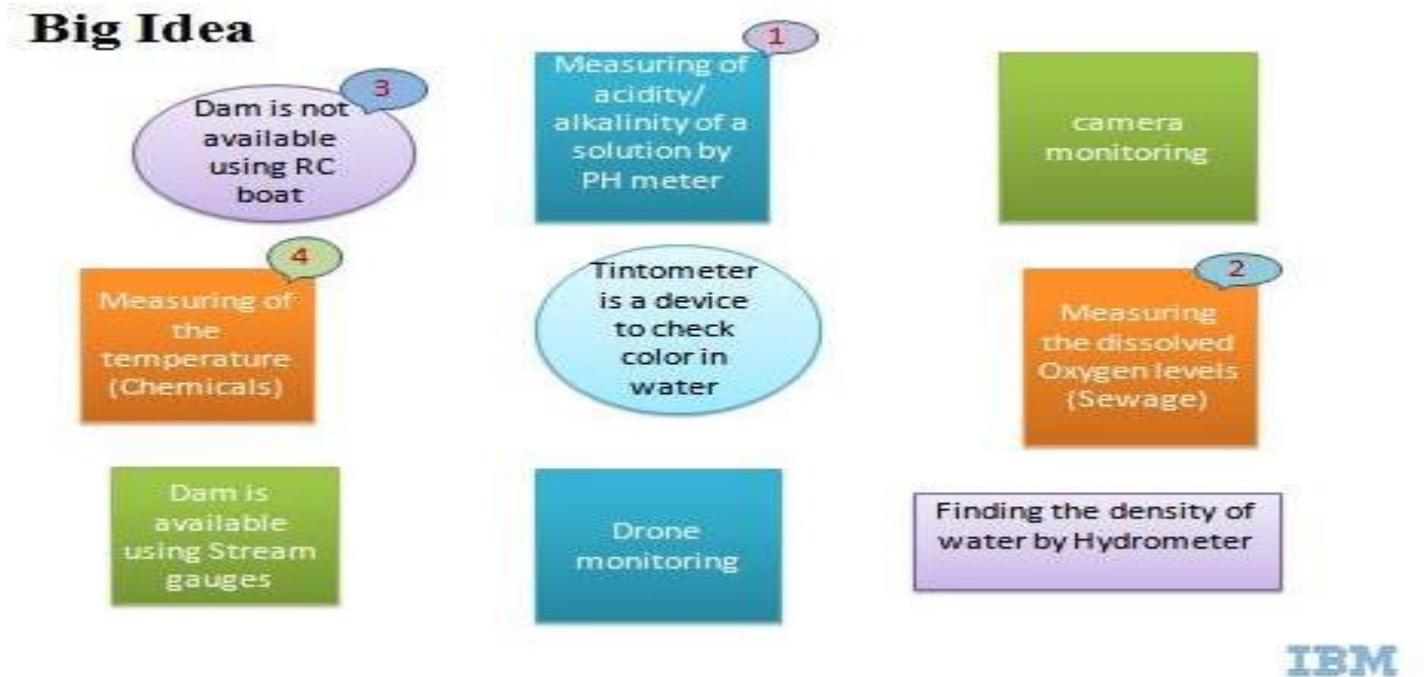 Big Idea
3
Dam is not
available
using RC
boat
1
Measuring of
acidity/
alkalinity of a
solution by
PH meter
camera
monitoring
4
Measuring of
the
temperature
(Chemicals)
Tintometer
is a device
to check
color in
water
2
Measuring
the dissolved
Oxygen levels
(Sewage)
Dam is
available
using Stream
gauges
Drone
monitoring
Finding the density of
water by Hydrometer
IBM